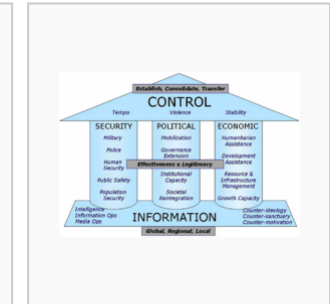 Establish, Consolidate, Transfer
CONTROL
Tempo Violence Stability
SECURITY POLITICAL ECONOMIC
Military Mobilization Humanitarian
Assistance
Police Governance
Extension Development
Assistance
Human
Security
Effectiveness & Legitimacy
Institutional
Capacity Resource &
Infrastructure
Management
Public Safety
Population
Security Societal
Reintegration Growth Capacity
Intelligence
Information Ops
Media Ops
INFORMATION
Counter-ideology
Counter-sanctuary
Counter-motivation
Global, Regional, Local